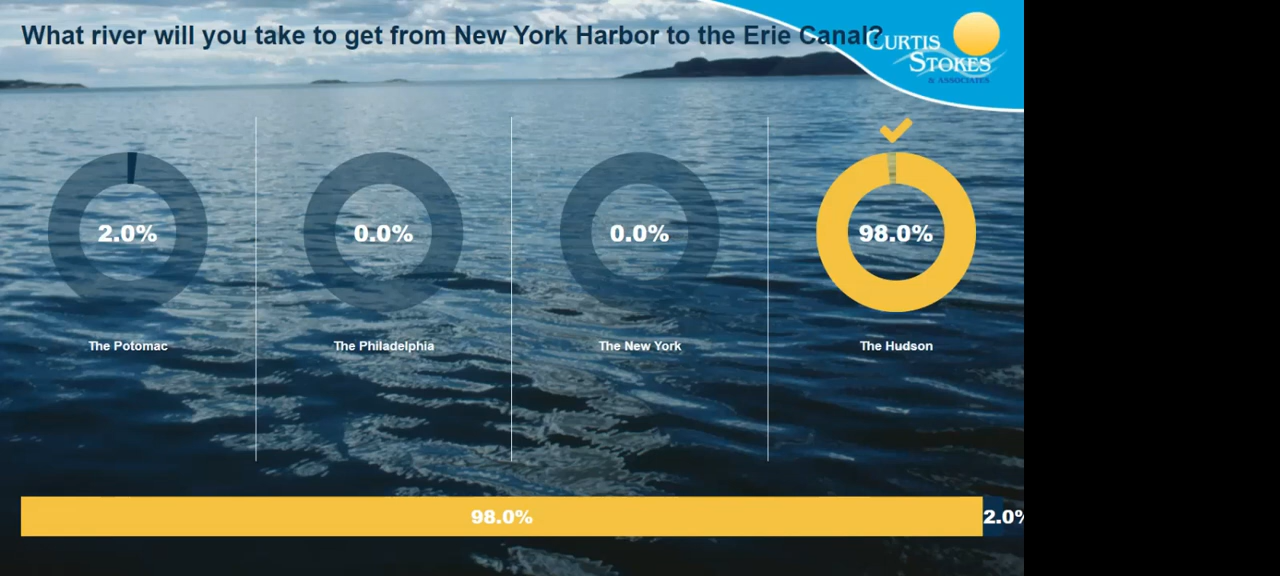 What river will you take to get from New York Harbor to the Erie Canal?
CURTIS
STOKES
& ASSOCIATES
2.0%
0.0%
0.0%
98.0%
The Potomac
The Philadelphia
The New York
The Hudson
98.0%
2.0%